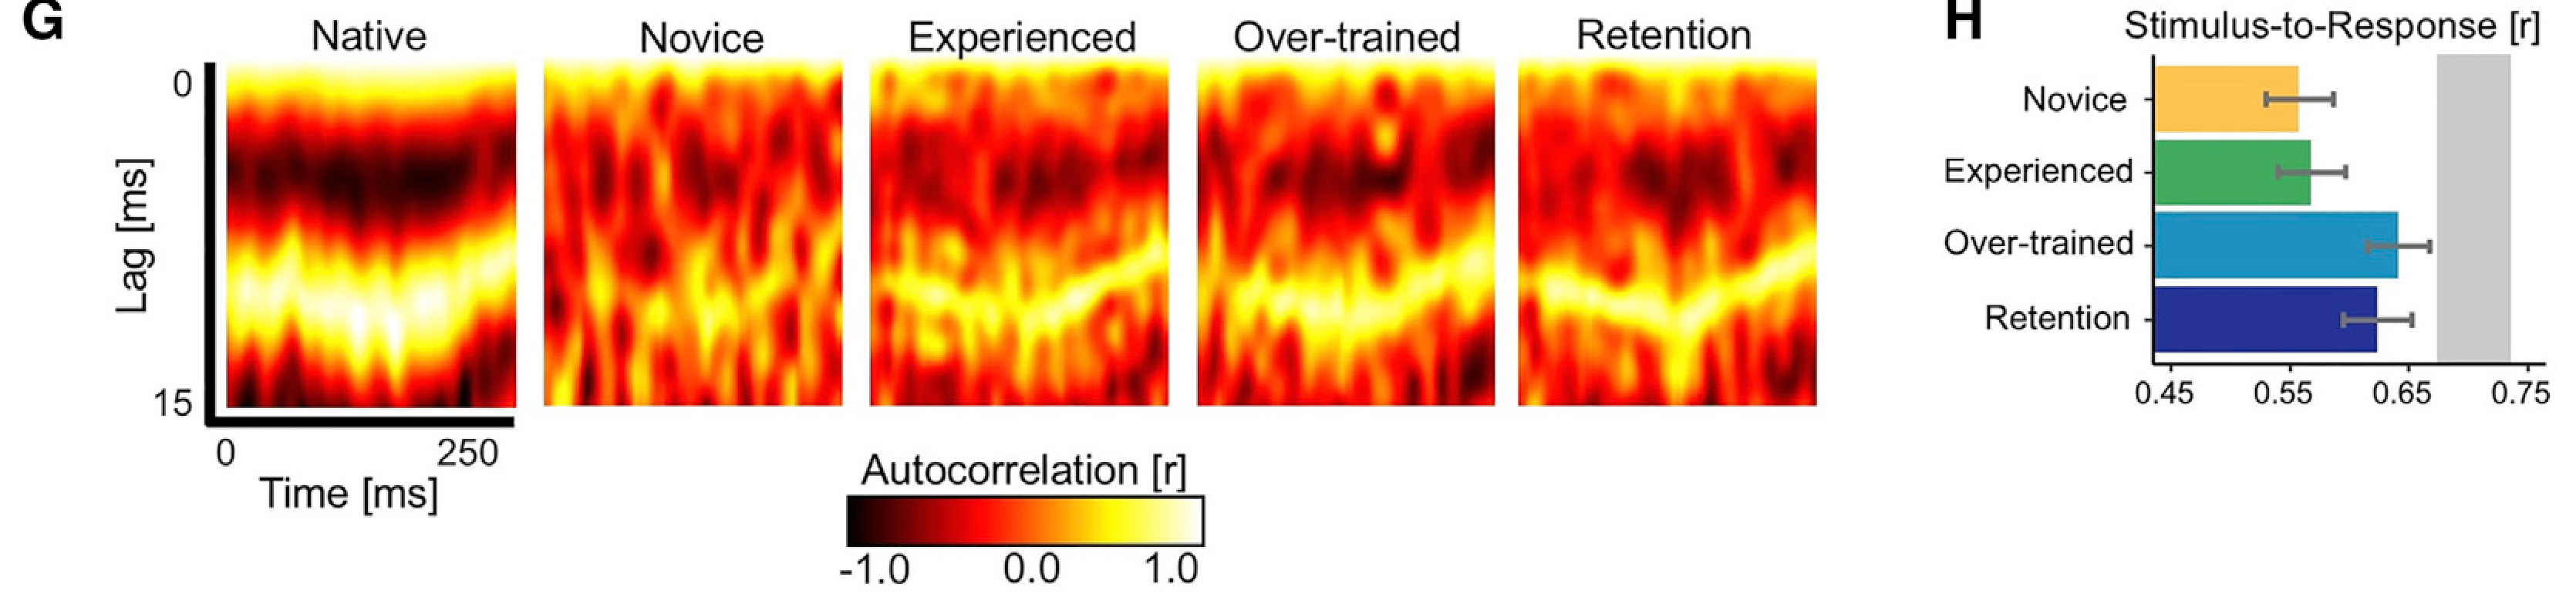 G
Native
Novice
Experienced
Over-trained
Retention
Lag [ms]
0
15
0
250
Time [ms]
Autocorrelation [r]
-1.0
0.0
1.0
H
Stimulus-to-Response [r]
Novice
Experienced
Over-trained
Retention
0.45
0.55
0.65
0.75